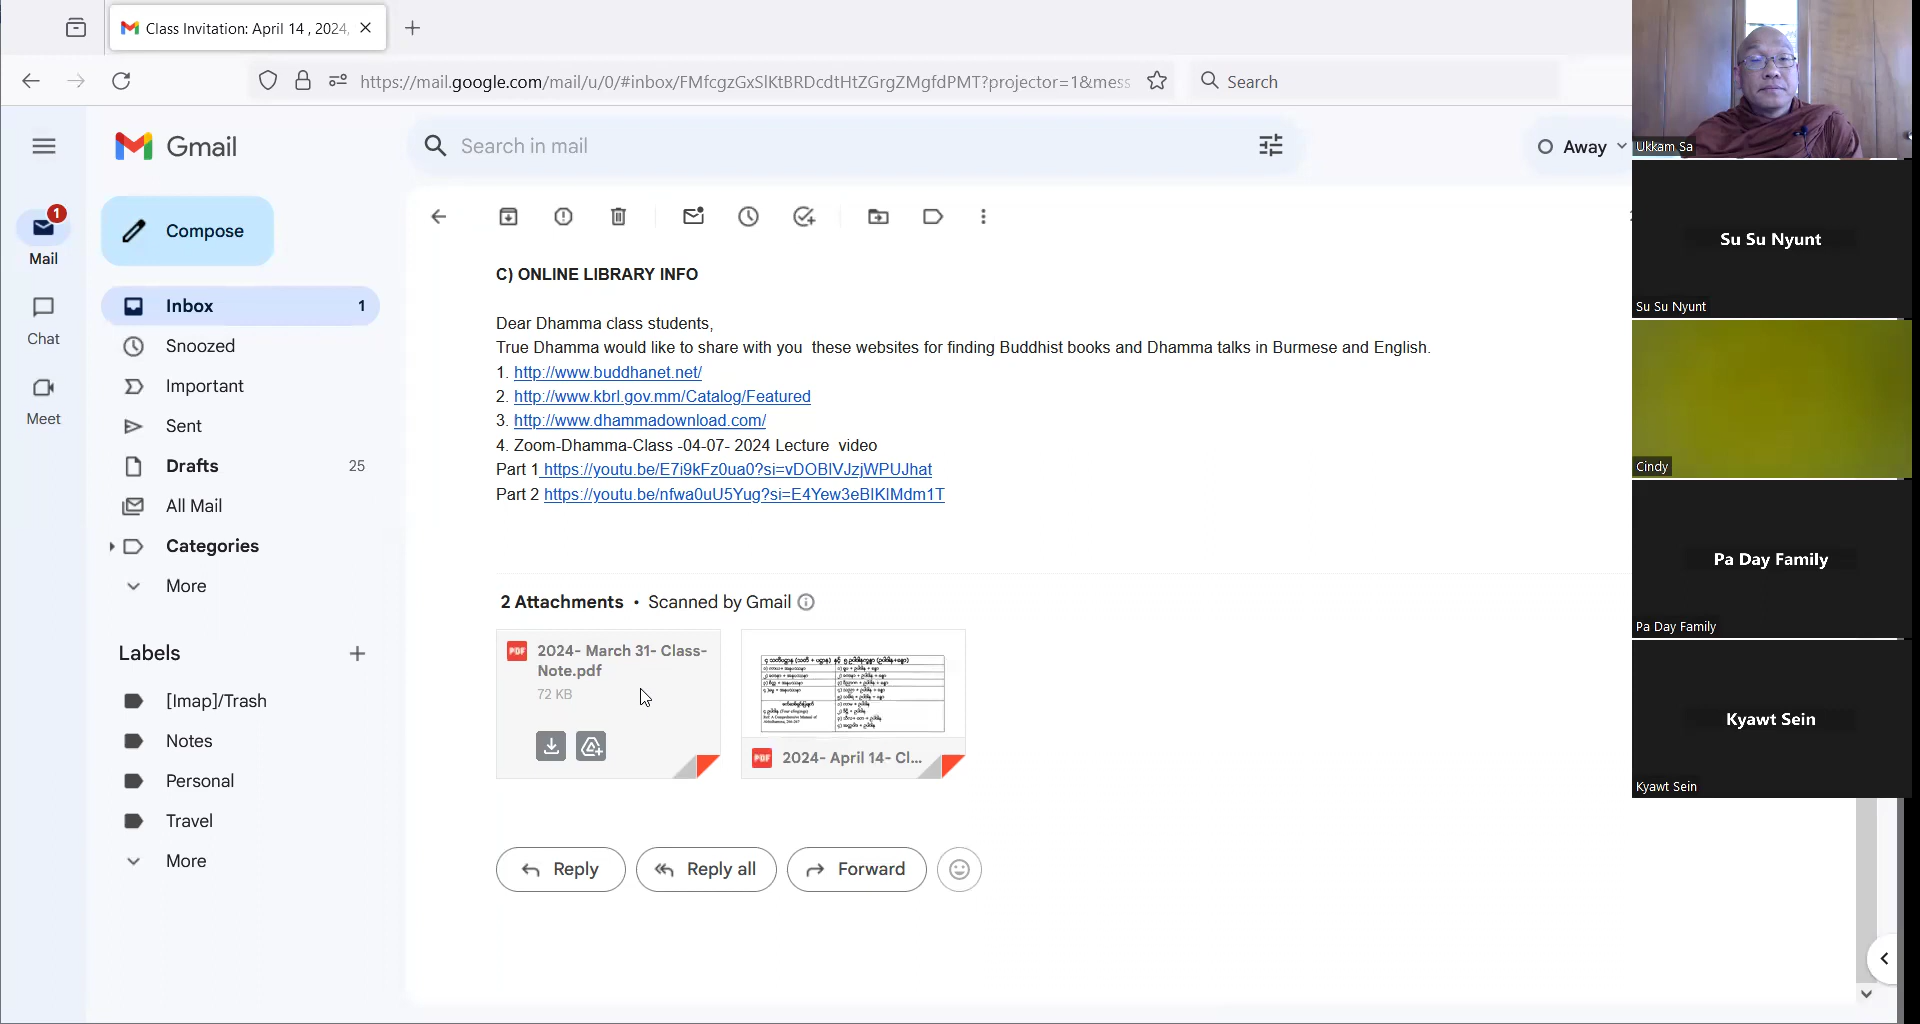 Class Invitation: April 14 , 2024,
https://mail.google.com/mail/u/0/#inbox/FMfcgzGxSlKtBRDcdtHtZGrgZMgfdPMT?projector=1&mess
Search
Gmail
Search in mail
Away
Ukkam Sa
1
Compose
Mail
Chat
Meet
Inbox 1
Snoozed
Important
Sent
Drafts 25
All Mail
Categories
More
Labels
[Imap]/Trash
Notes
Personal
Travel
More
C) ONLINE LIBRARY INFO
Dear Dhamma class students,
True Dhamma would like to share with you these websites for finding Buddhist books and Dhamma talks in Burmese and English.
1. http://www.buddhanet.net/
2. http://www.kbrl.gov.mm/Catalog/Featured
3. http://www.dhammadownload.com/
4. Zoom-Dhamma-Class -04-07- 2024 Lecture video
Part 1 https://youtu.be/E7i9kFz0ua0?si=vDOBlVJzjWPUJhat
Part 2 https://youtu.be/nfwa0uU5Yug?si=E4Yew3eBIKlMdm1T
2 Attachments • Scanned by Gmail
PDF
2024- March 31- Class-
Note.pdf
72 KB
PDF
2024- April 14- Cl...
Reply
Reply all
Forward
Su Su Nyunt
Su Su Nyunt
Cindy
Pa Day Family
Pa Day Family
Kyawt Sein
Kyawt Sein